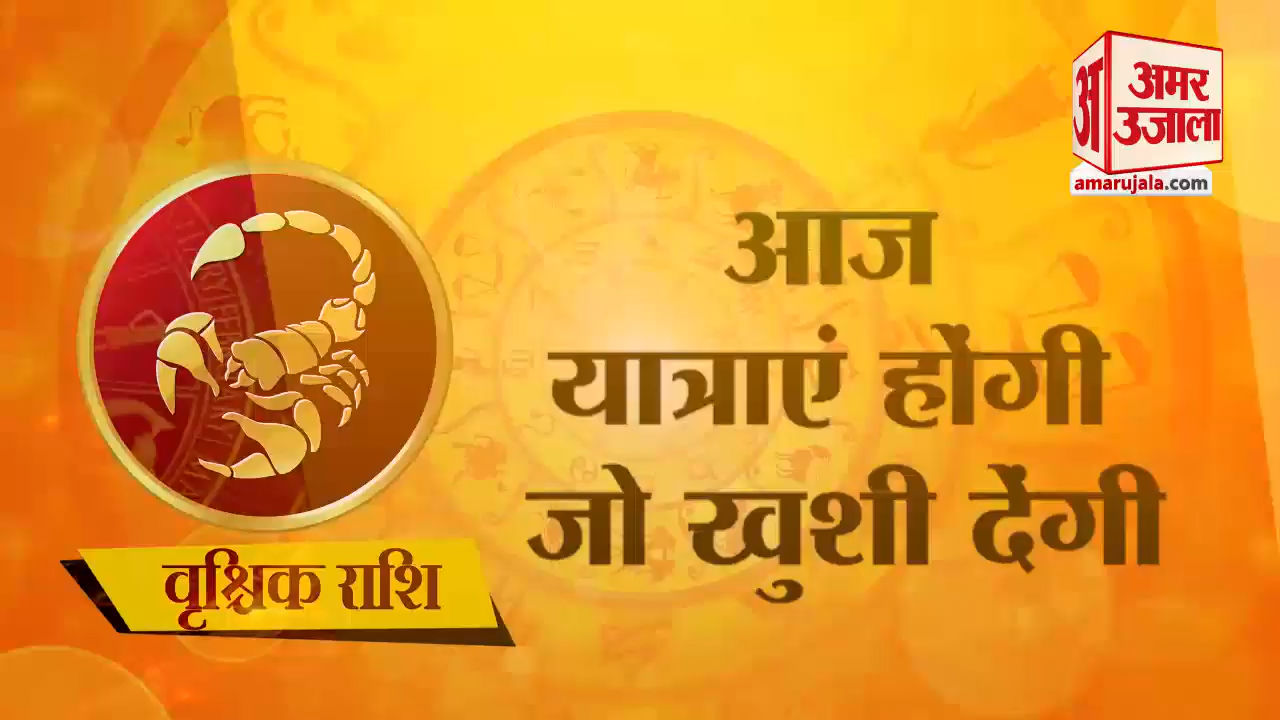 अ
अमर
उजाला
amarujala.com
आज
यात्राएं होंगी
जो खुशी देंगी
वृश्चिक राशि